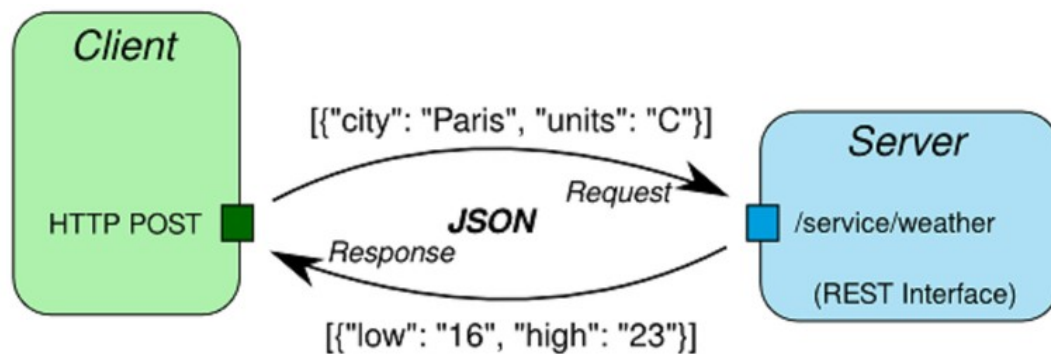 Client
[{"city": "Paris", "units": "C"}]
Server
Request
HTTP POST
JSON
/service/weather
Response
(REST Interface)
[{"low": "16", "high": "23"}]